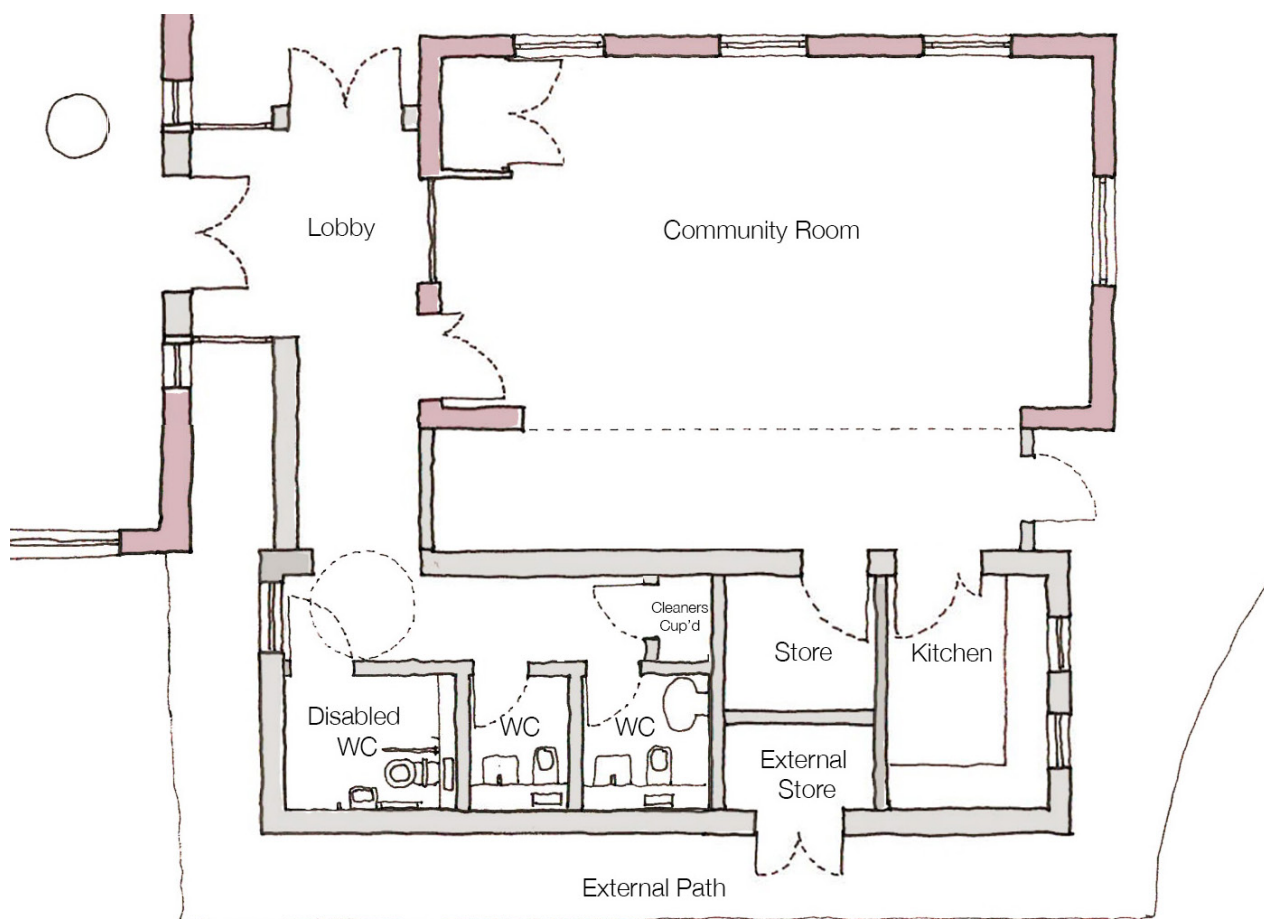 Lobby
Community Room
Cleaners
Cup'd
Store
Kitchen
Disabled
WC
WC
WC
External
Store
External Path